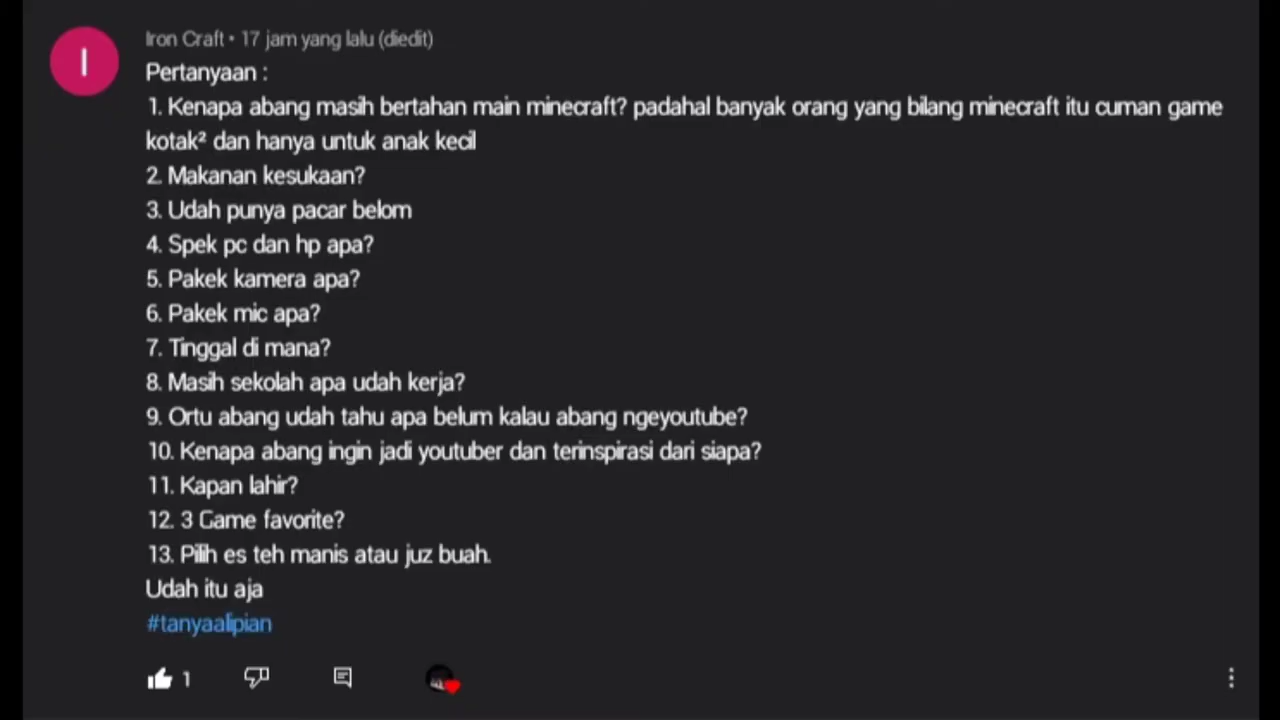 I
Iron Craft • 17 jam yang lalu (diedit)
Pertanyaan :
1. Kenapa abang masih bertahan main minecraft? padahal banyak orang yang bilang minecraft itu cuman game
kotak² dan hanya untuk anak kecil
2. Makanan kesukaan?
3. Udah punya pacar belom
4. Spek pc dan hp apa?
5. Pakek kamera apa?
6. Pakek mic apa?
7. Tinggal di mana?
8. Masih sekolah apa udah kerja?
9. Ortu abang udah tahu apa belum kalau abang ngeyoutube?
10. Kenapa abang ingin jadi youtuber dan terinspirasi dari siapa?
11. Kapan lahir?
12. 3 Game favorite?
13. Pilih es teh manis atau juz buah.
Udah itu aja
#tanyaalipian
1